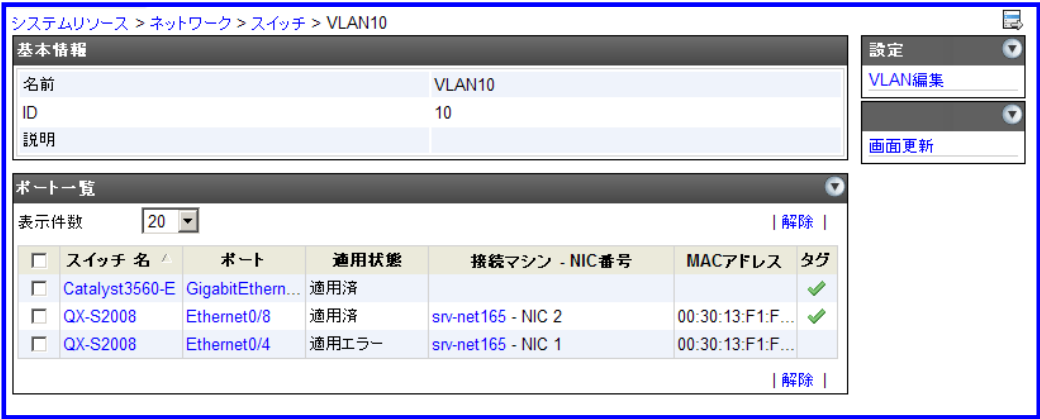 システムリソース > ネットワーク > スイッチ > VLAN10
基本情報
名前 VLAN10
ID 10
説明
設定
VLAN編集
画面更新
ポート一覧
表示件数 20 | 解除 |
スイッチ 名 ポート 適用状態 接続マシン - NIC番号 MACアドレス タグ
Catalyst3560-E GigabitEthern... 適用済
QX-S2008 Ethernet0/8 適用済 srv-net165 - NIC 2 00:30:13:F1:F...
QX-S2008 Ethernet0/4 適用エラー srv-net165 - NIC 1 00:30:13:F1:F...
| 解除 |